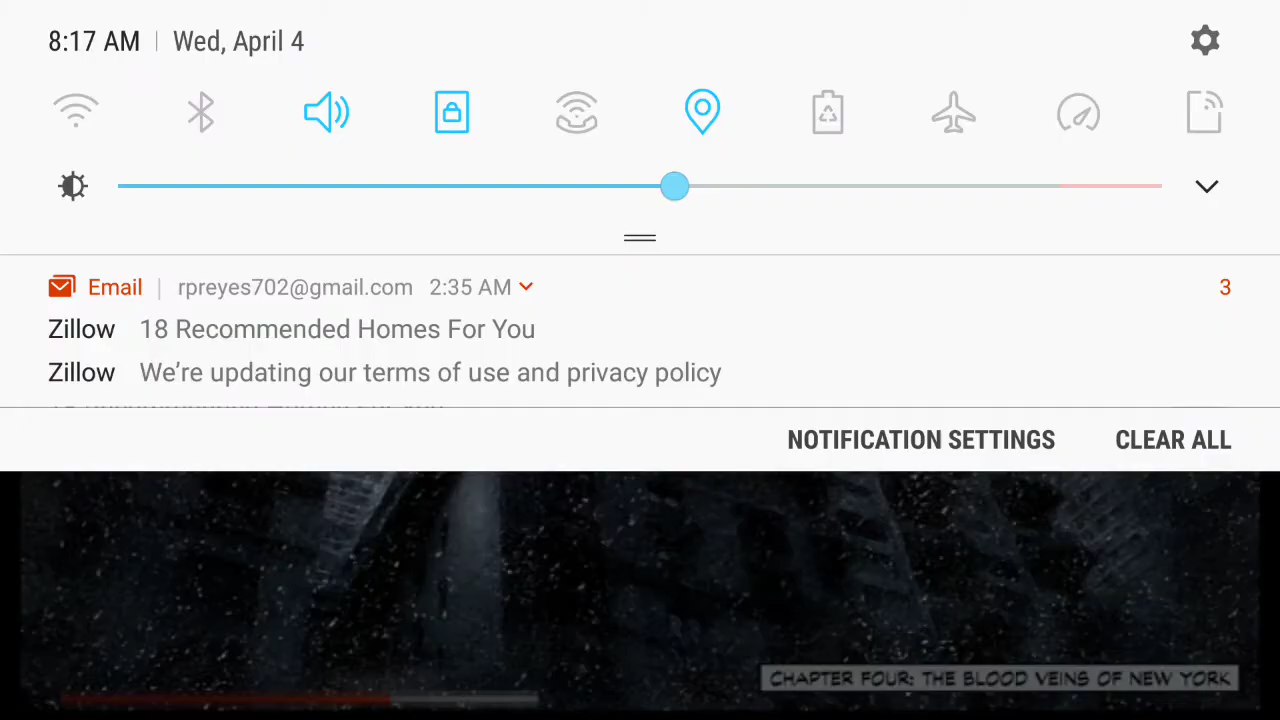 8:17 AM | Wed, April 4
Email | rpreyes702@gmail.com 2:35 AM 3
Zillow 18 Recommended Homes For You
Zillow We’re updating our terms of use and privacy policy
NOTIFICATION SETTINGS CLEAR ALL
CHAPTER FOUR: THE BLOOD VEINS OF NEW YORK